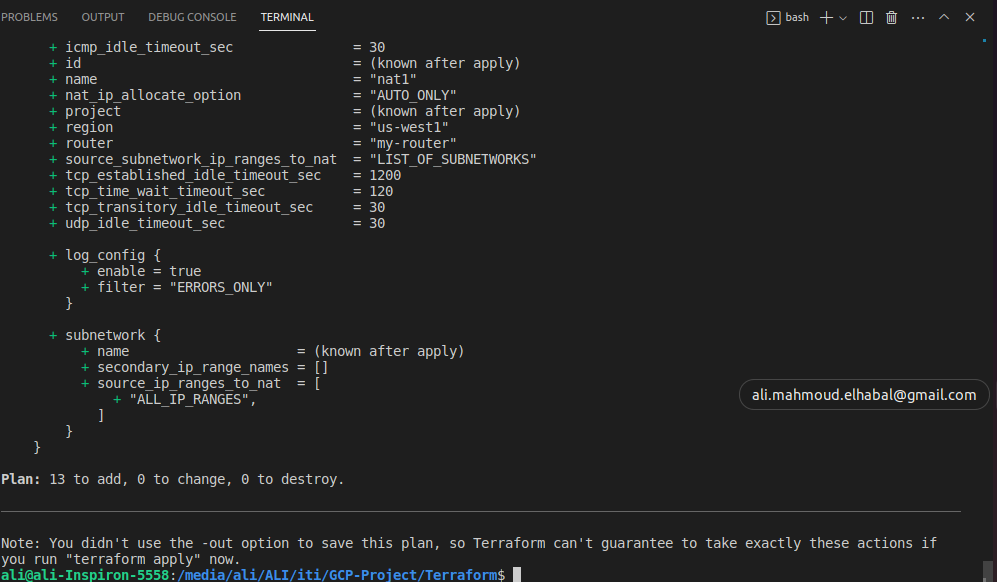 PROBLEMS OUTPUT DEBUG CONSOLE TERMINAL bash
+ icmp_idle_timeout_sec = 30
+ id = (known after apply)
+ name = "nat1"
+ nat_ip_allocate_option = "AUTO_ONLY"
+ project = (known after apply)
+ region = "us-west1"
+ router = "my-router"
+ source_subnetwork_ip_ranges_to_nat = "LIST_OF_SUBNETWORKS"
+ tcp_established_idle_timeout_sec = 1200
+ tcp_time_wait_timeout_sec = 120
+ tcp_transitory_idle_timeout_sec = 30
+ udp_idle_timeout_sec = 30
+ log_config {
+ enable = true
+ filter = "ERRORS_ONLY"
}
+ subnetwork {
+ name = (known after apply)
+ secondary_ip_range_names = []
+ source_ip_ranges_to_nat = [
+ "ALL_IP_RANGES",
]
}
}
ali.mahmoud.elhabal@gmail.com
Plan: 13 to add, 0 to change, 0 to destroy.
Note: You didn't use the -out option to save this plan, so Terraform can't guarantee to take exactly these actions if
you run "terraform apply" now.
ali@ali-Inspiron-5558:/media/ali/ALI/iti/GCP-Project/Terraform$